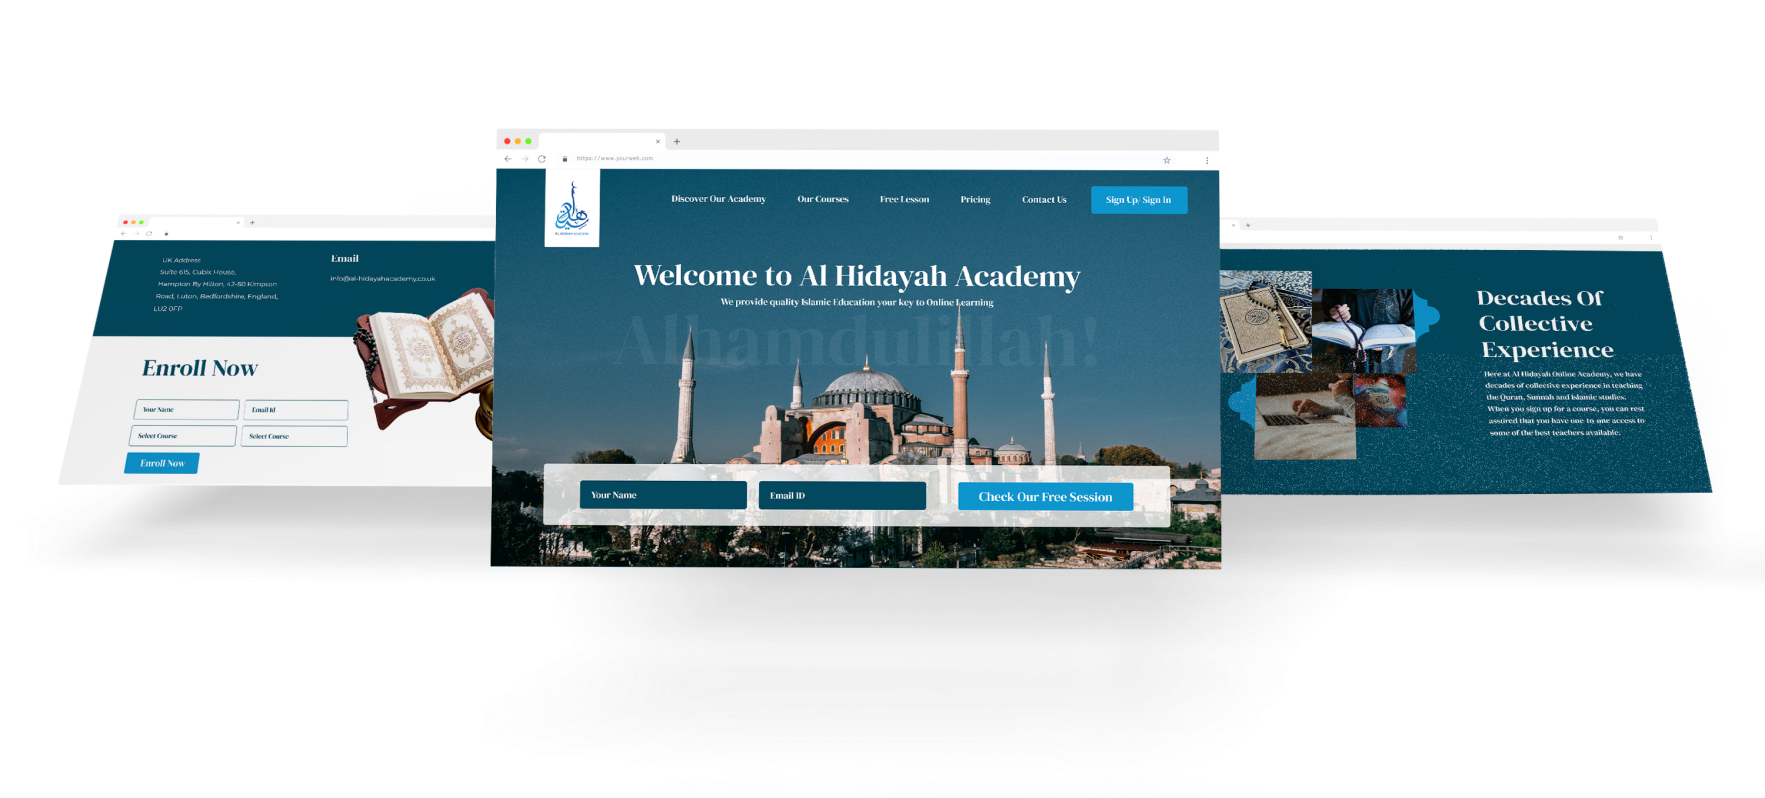 https://www.yourweb.com
AL HIDAYAH ACADEMY
Discover Our Academy
Our Courses
Free Lesson
Pricing
Contact Us
Sign Up/ Sign In
Welcome to Al Hidayah Academy
We provide quality Islamic Education your key to Online Learning
Alhamdulillah!
Your Name
Email ID
Check Our Free Session
UK Address
Suite 615, Cubix House,
Hampton By Hilton, 42-50 Kimpton
Road, Luton, Bedfordshire, England,
LU2 0FP
Email
info@al-hidayahacademy.co.uk
Enroll Now
Your Name
Email Id
Select Course
Select Course
Enroll Now
Decades Of
Collective
Experience
Here at Al Hidayah Online Academy, we have
decades of collective experience in teaching
the Quran, Sunnah and Islamic studies.
When you sign up for a course, you can rest
assured that you have one to one access to
some of the best teachers available.